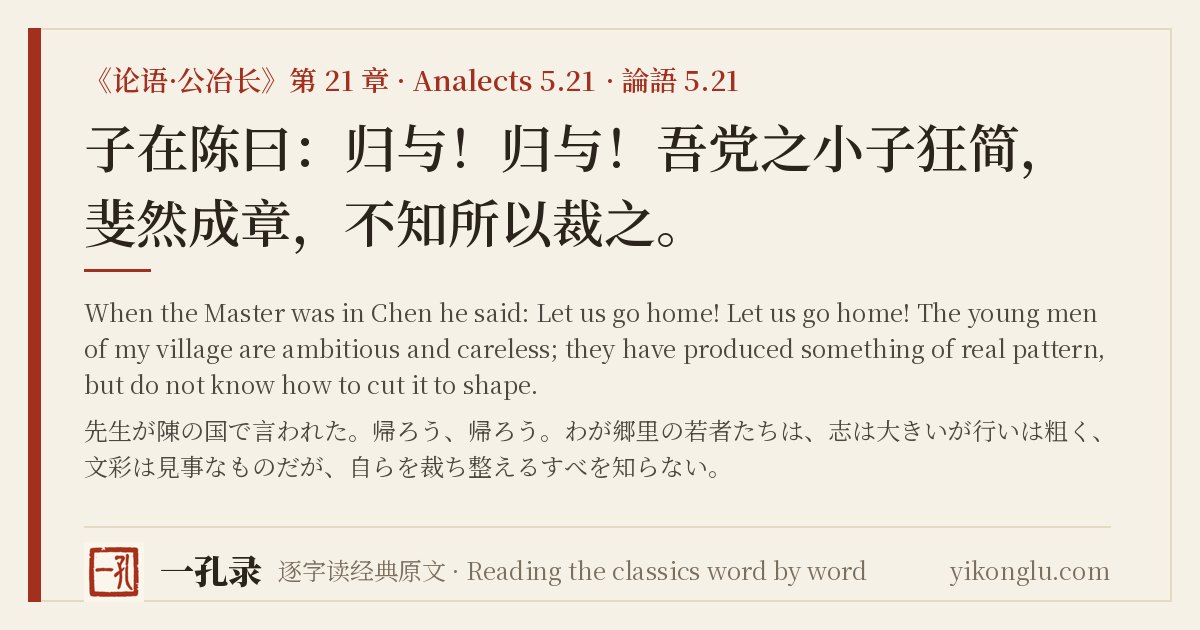 《论语·公冶长》第 21 章 · Analects 5.21 · 論語 5.21
子在陈曰：归与！归与！吾党之小子狂简，
斐然成章，不知所以裁之。
When the Master was in Chen he said: Let us go home! Let us go home! The young men
of my village are ambitious and careless; they have produced something of real pattern,
but do not know how to cut it to shape.
先生が陳の国で言われた。帰ろう、帰ろう。わが郷里の若者たちは、志は大きいが行いは粗く、
文彩は見事なものだが、自らを裁ち整えるすべを知らない。
一孔
一孔录 逐字读经典原文 · Reading the classics word by word yikonglu.com